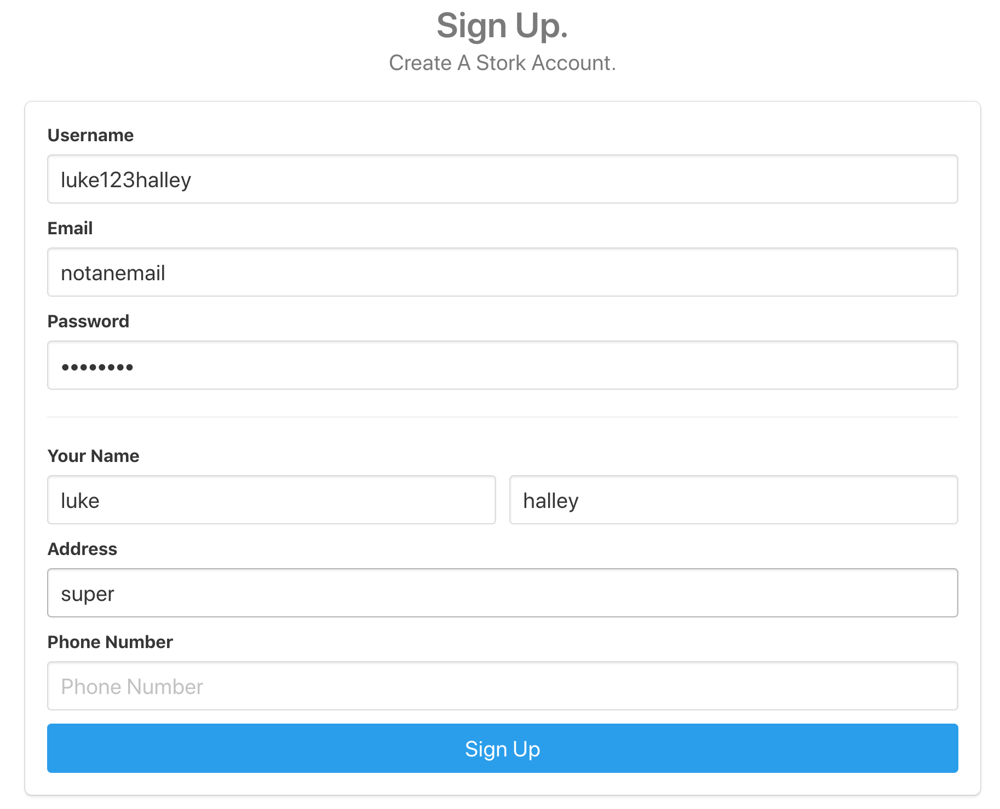 Sign Up.
Create A Stork Account.
Username
luke123halley
Email
notanemail
Password
••••••••
Your Name
luke halley
Address
super
Phone Number
Phone Number
Sign Up